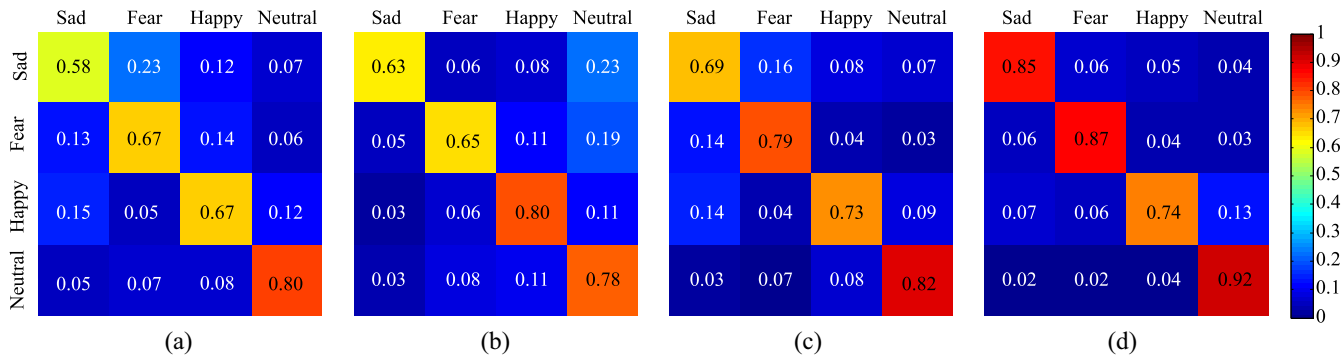 Sad Fear Happy Neutral Sad Fear Happy Neutral Sad Fear Happy Neutral Sad Fear Happy Neutral
1
0.9
Sad 0.58 0.23 0.12 0.07 0.63 0.06 0.08 0.23 0.69 0.16 0.08 0.07 0.85 0.06 0.05 0.04
0.8
0.7
Fear 0.13 0.67 0.14 0.06 0.05 0.65 0.11 0.19 0.14 0.79 0.04 0.03 0.06 0.87 0.04 0.03
0.6
0.5
0.4
Happy 0.15 0.05 0.67 0.12 0.03 0.06 0.80 0.11 0.14 0.04 0.73 0.09 0.07 0.06 0.74 0.13
0.3
0.2
Neutral 0.05 0.07 0.08 0.80 0.03 0.08 0.11 0.78 0.03 0.07 0.08 0.82 0.02 0.02 0.04 0.92
0.1
0
(a) (b) (c) (d)